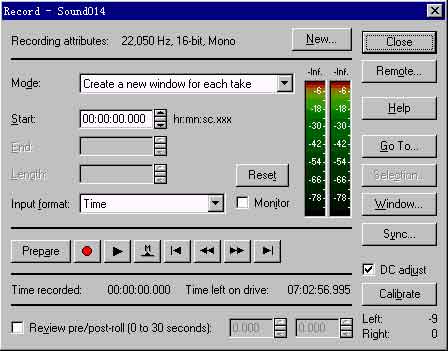 Record - Sound014
Recording attributes: 22,050 Hz, 16-bit, Mono
New...
Close
Mode: Create a new window for each take
-Inf. -Inf.
Remote...
-6 -6
-18 -18
-30 -30
-42 -42
-54 -54
-66 -66
-78 -78
Help
Start: 00:00:00.000 hr:mn:sc.xxx
End:
Go To...
Length:
Reset
Selection...
Input format: Time
Monitor
Window...
Sync...
Prepare
DC adjust
Time recorded: 00:00:00.000 Time left on drive: 07:02:56.995
Calibrate
Review pre/post-roll (0 to 30 seconds): 0.000 0.000
Left: -9
Right: 0